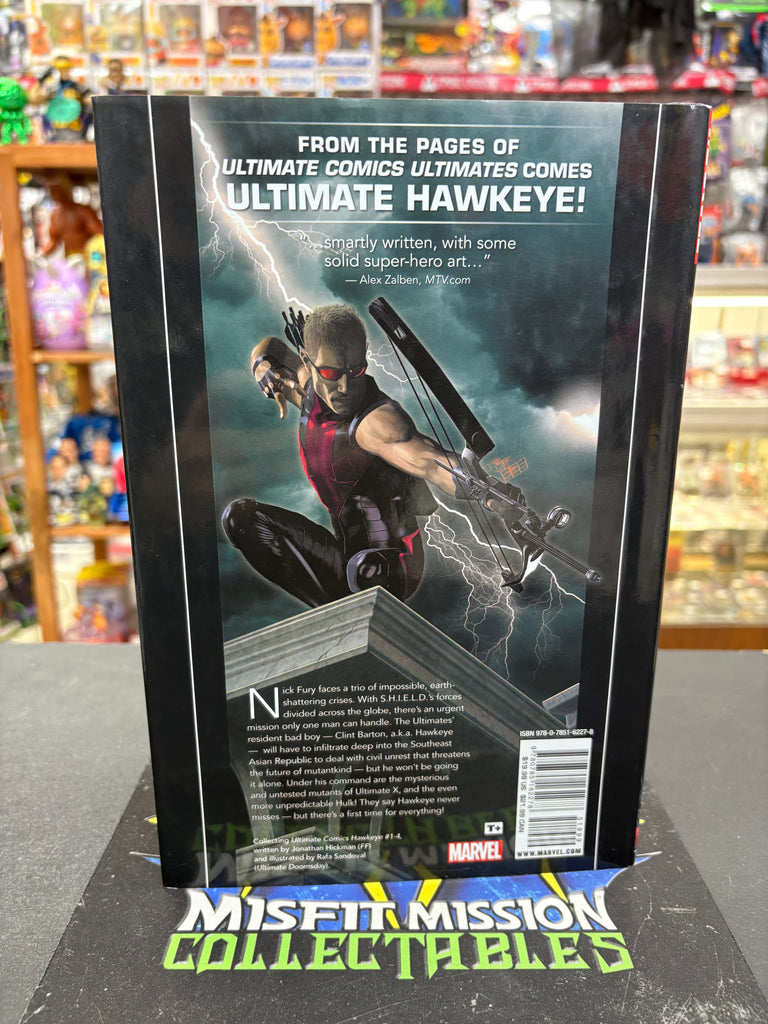 FROM THE PAGES OF
ULTIMATE COMICS ULTIMATES COMES
ULTIMATE HAWKEYE!
“…smartly written, with some
solid super-hero art…”
— Alex Zalben, MTV.com
Nick Fury faces a trio of impossible, earth-
shattering crises. With S.H.I.E.L.D.'s forces
divided across the globe, there's an urgent
mission only one man can handle. The Ultimates'
resident bad boy — Clint Barton, a.k.a. Hawkeye
— will have to infiltrate deep into the Southeast
Asian Republic to deal with civil unrest that threatens
the future of mutantkind — but he won't be going
it alone. Under his command are the mysterious
and untested mutants of Ultimate X, and the even
more unpredictable Hulk! They say Hawkeye never
misses — but there's a first time for everything!
Collecting Ultimate Comics Hawkeye #1-4,
written by Jonathan Hickman (FF)
and illustrated by Rafa Sandoval
(Ultimate Doomsday).
T+
MARVEL
ISBN 978-0-7851-6227-8
$19.99 US $21.99 CAN
9780785162278
WWW.MARVEL.COM
MISFIT MISSION
COLLECTABLES